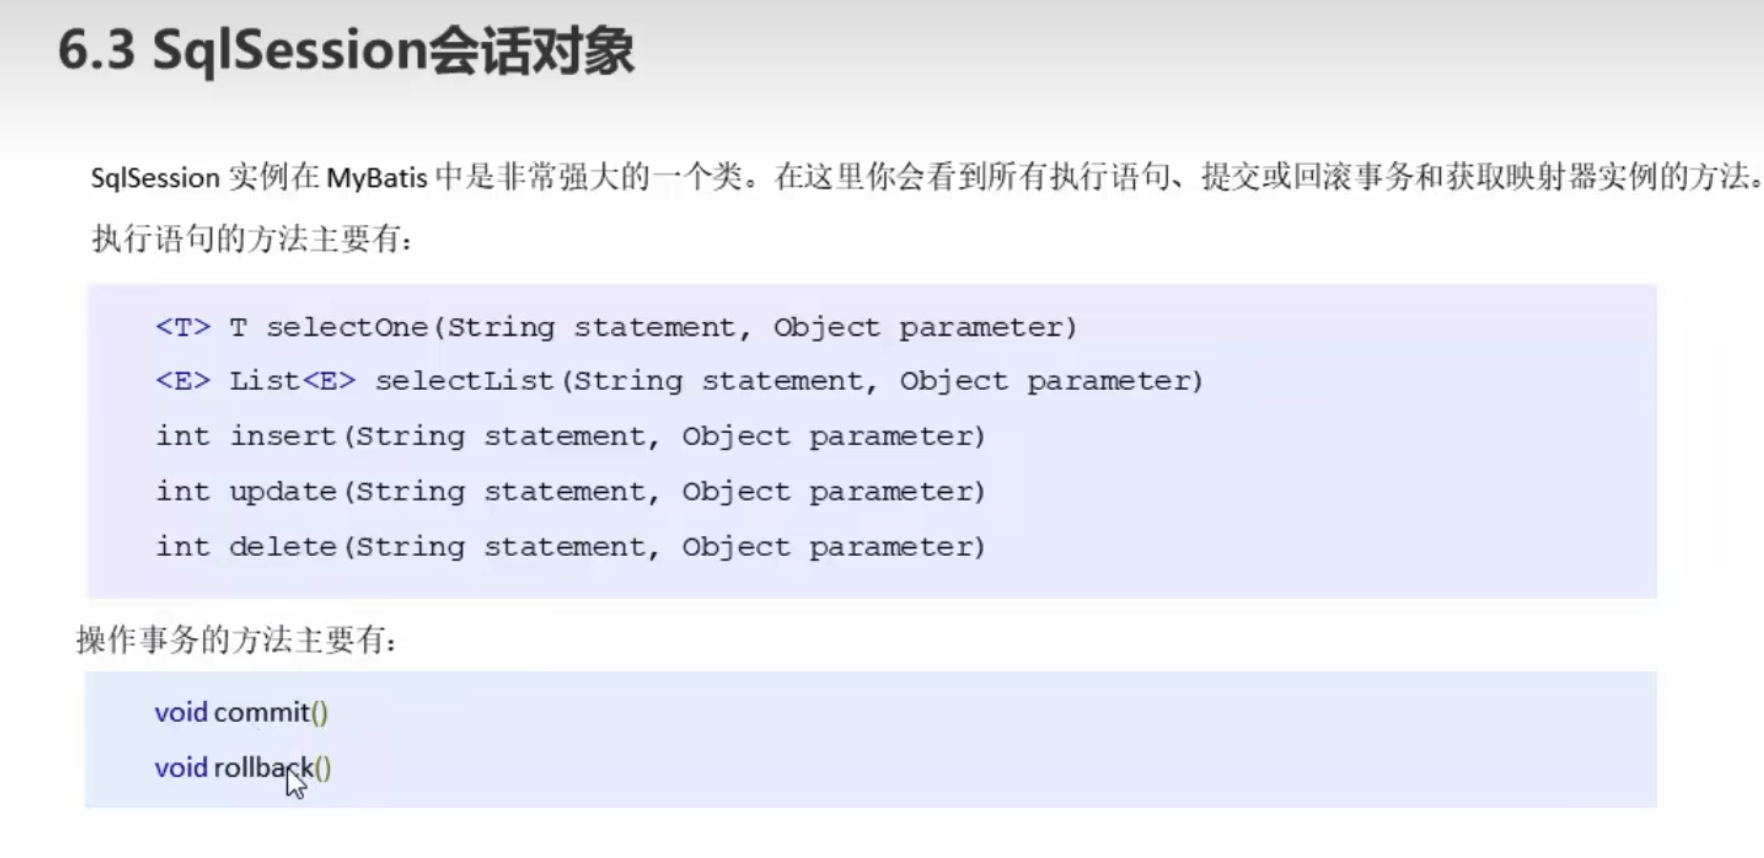 6.3 SqlSession会话对象
SqlSession 实例在 MyBatis 中是非常强大的一个类。在这里你会看到所有执行语句、提交或回滚事务和获取映射器实例的方法。
执行语句的方法主要有：
<T> T selectOne(String statement, Object parameter)
<E> List<E> selectList(String statement, Object parameter)
int insert(String statement, Object parameter)
int update(String statement, Object parameter)
int delete(String statement, Object parameter)
操作事务的方法主要有：
void commit()
void rollback()